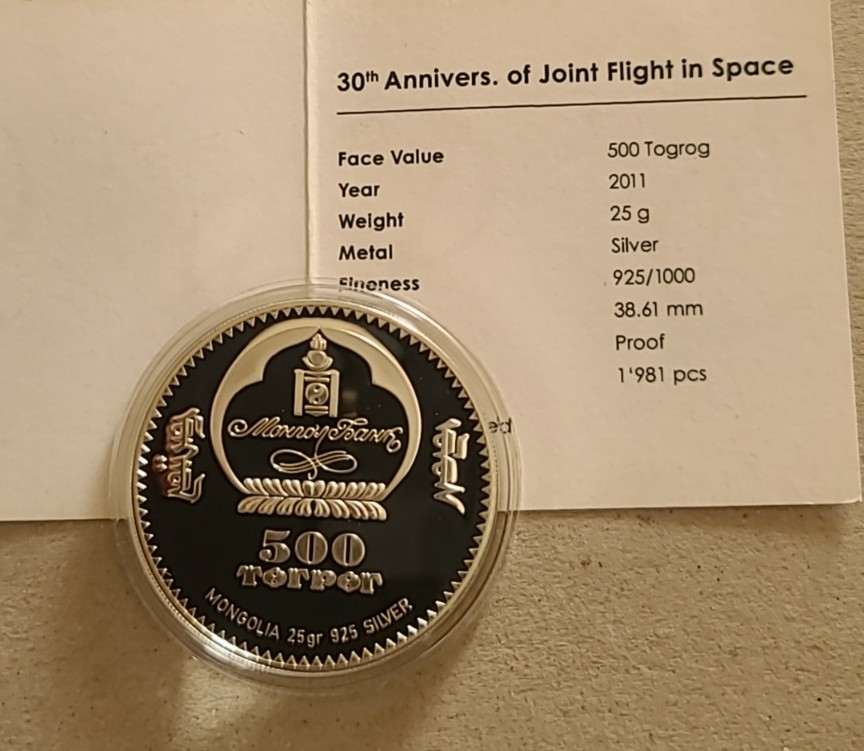 30th Annivers. of Joint Flight in Space
Face Value 500 Togrog
Year 2011
Weight 25 g
Metal Silver
Fineness 925/1000
38.61 mm
Proof
1'981 pcs
ed
Монгол Банк
500
төгрөг
MONGOLIA 25gr 925 SILVER